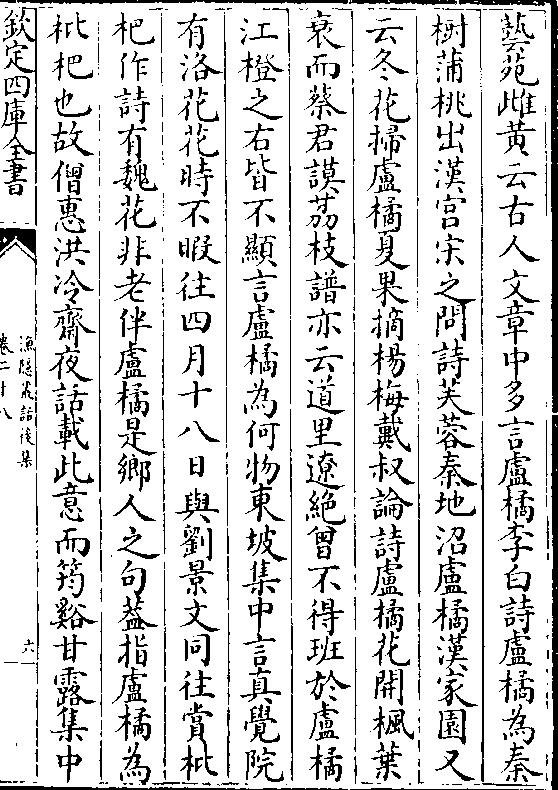 藝苑雌黄云古人文章中多言盧橘李白詩盧橘為秦
樹蒲桃出漢宫宋之問詩芙蓉秦地沼盧橘漢家園又
云冬花掃盧橘夏果摘楊梅戴叔論詩盧橘花開楓葉
衰而蔡君謨茘枝譜亦云道里遼絶曾不得班於盧橘
江橙之右皆不顯言盧橘為何物東坡集中言真覺院
有洛花花時不暇往四月十八日與劉景文同往賞枇
杷作詩有魏花非老伴盧橘是鄉人之句葢指盧橘為
枇杷也故僧惠洪冷齋夜話載此意而筠谿甘露集中
欽定四庫全書
漁隱叢話後集
卷二十八
六